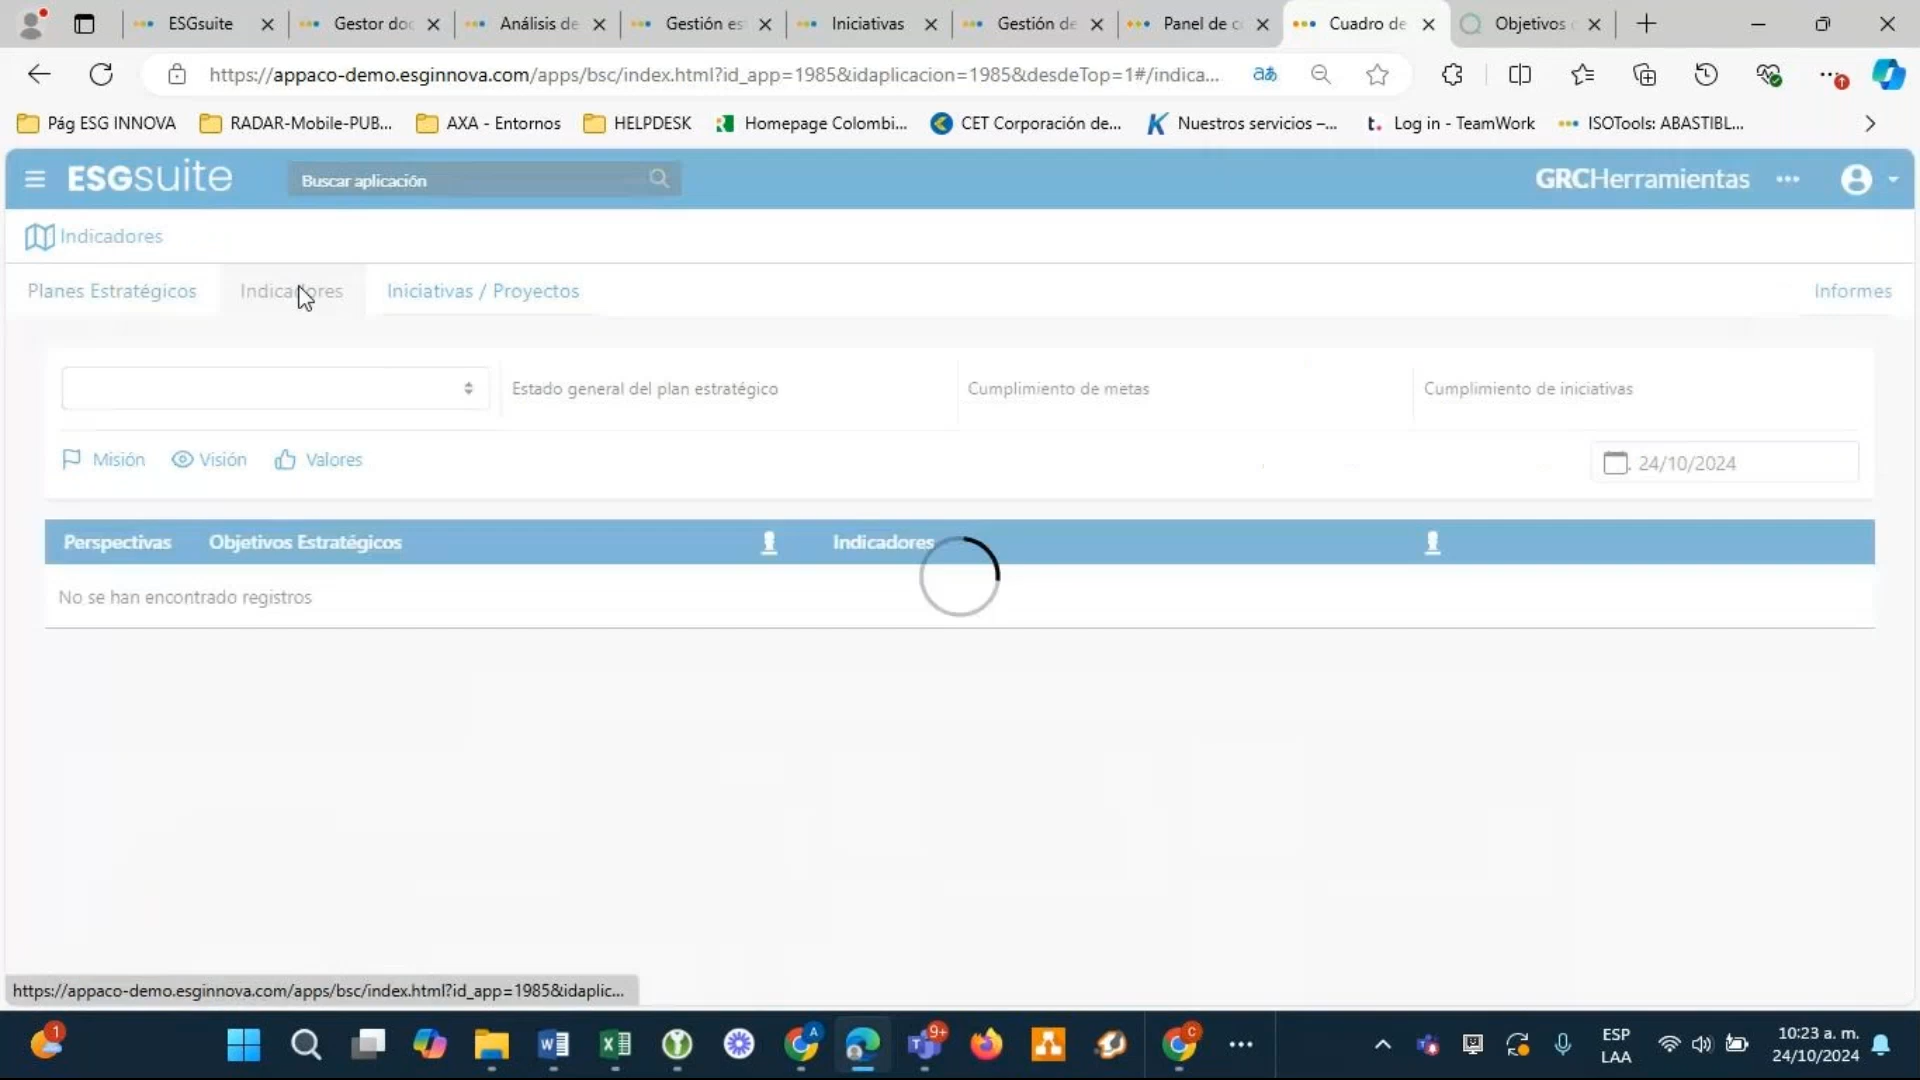 ESGsuite
Gestor doc
Análisis de
Gestión es
Iniciativas
Gestión de
Panel de c
Cuadro de
Objetivos
https://appaco-demo.esginnova.com/apps/bsc/index.html?id_app=1985&idaplicacion=1985&desdeTop=1#/indica...
Pág ESG INNOVA
RADAR-Mobile-PUB...
AXA - Entornos
HELPDESK
Homepage Colombi...
CET Corporación de...
Nuestros servicios –...
t. Log in - TeamWork
ISOTools: ABASTIBL...
ESGsuite
Buscar aplicación
GRCHerramientas
Indicadores
Planes Estratégicos
Indicadores
Iniciativas / Proyectos
Informes
Estado general del plan estratégico
Cumplimiento de metas
Cumplimiento de iniciativas
Misión
Visión
Valores
24/10/2024
Perspectivas
Objetivos Estratégicos
Indicadores
No se han encontrado registros
https://appaco-demo.esginnova.com/apps/bsc/index.html?id_app=1985&idaplic...
1
A
9+
C
ESP
LAA
10:23 a. m.
24/10/2024